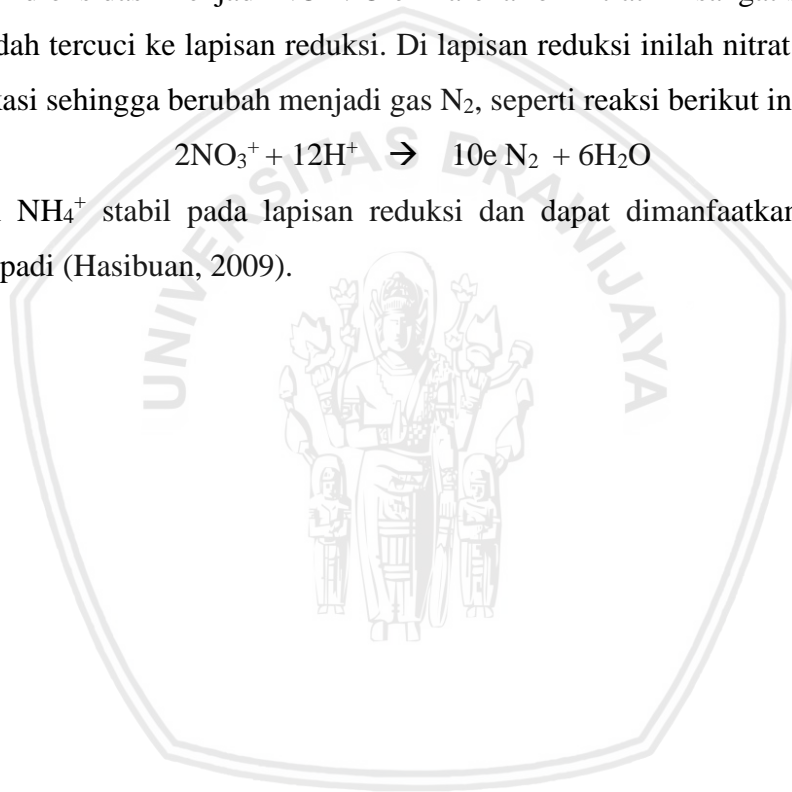 dah tercuci ke lapisan reduksi. Di lapisan reduksi inilah nitrat
kasi sehingga berubah menjadi gas N₂, seperti reaksi berikut in
2NO₃⁺ + 12H⁺ → 10e N₂ + 6H₂O
NH₄⁺ stabil pada lapisan reduksi dan dapat dimanfaatkan
padi (Hasibuan, 2009).
UNIVERSITAS BRAWIJAYA